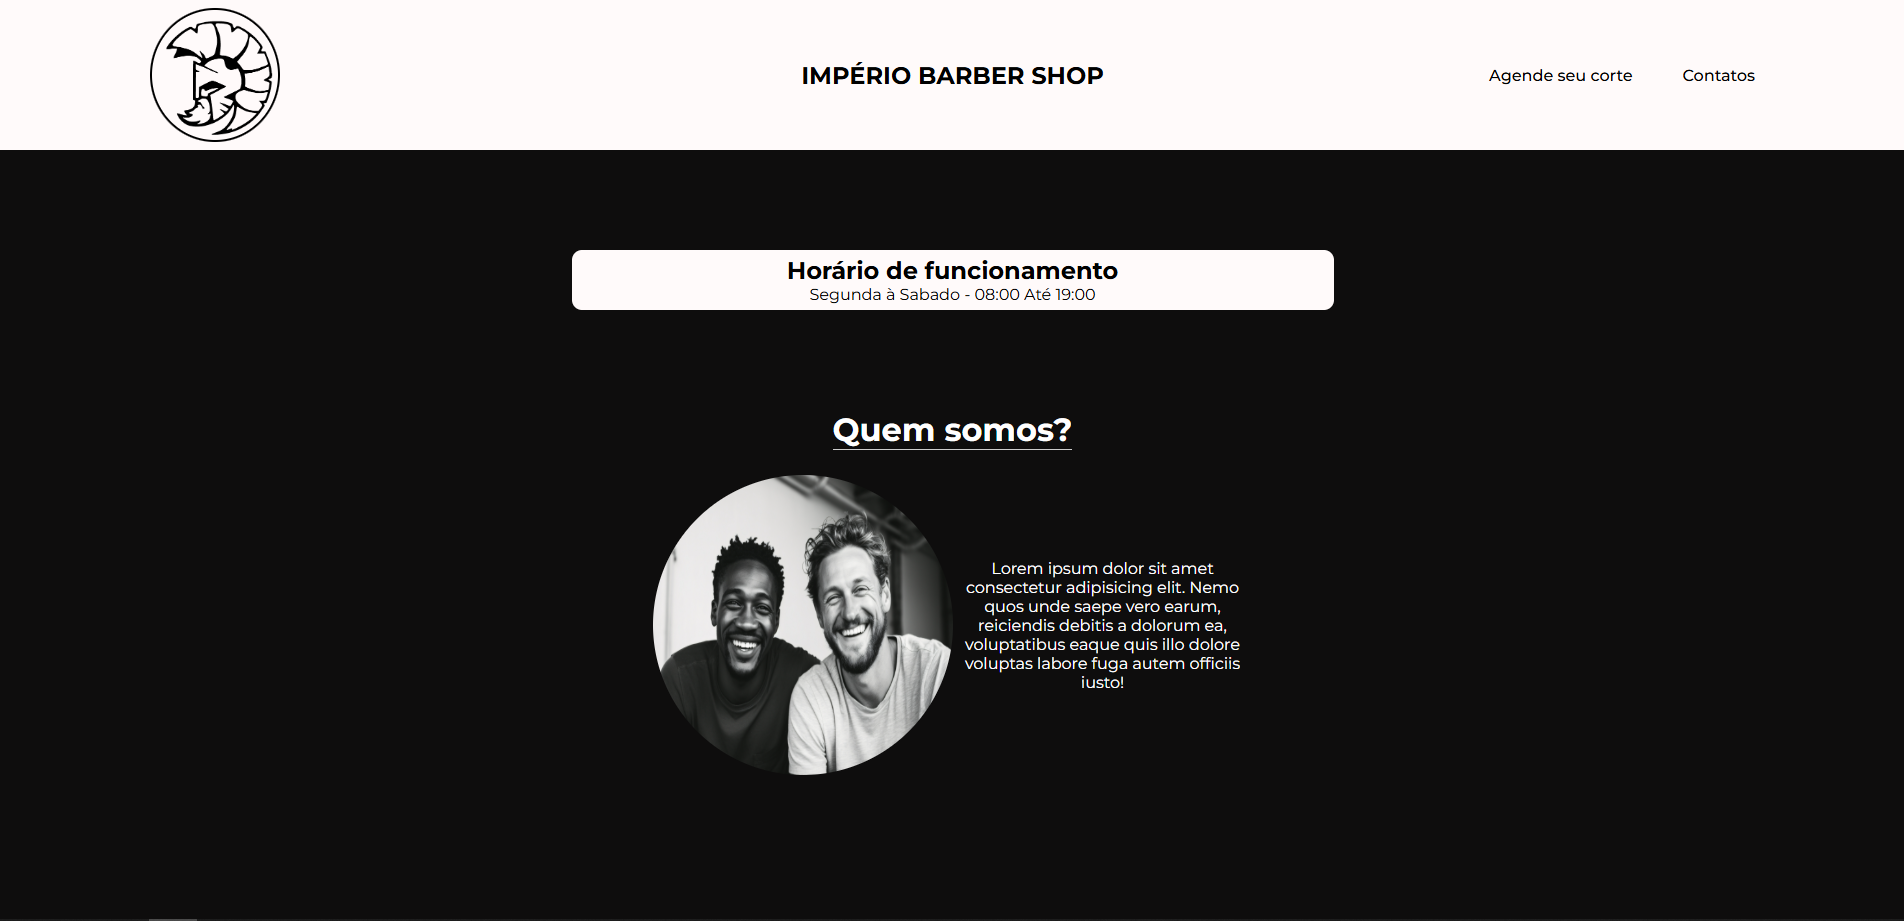 IMPÉRIO BARBER SHOP
Agende seu corte
Contatos
Horário de funcionamento
Segunda à Sabado - 08:00 Até 19:00
Quem somos?
Lorem ipsum dolor sit amet
consectetur adipisicing elit. Nemo
quos unde saepe vero earum,
reiciendis debitis a dolorum ea,
voluptatibus eaque quis illo dolore
voluptas labore fuga autem officiis
iusto!